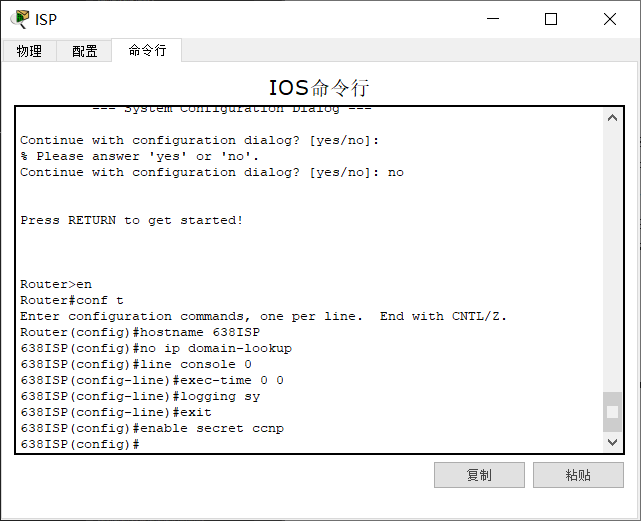 ISP
物理 配置 命令行
IOS命令行
--- System Configuration Dialog ---
Continue with configuration dialog? [yes/no]:
% Please answer 'yes' or 'no'.
Continue with configuration dialog? [yes/no]: no
Press RETURN to get started!
Router>en
Router#conf t
Enter configuration commands, one per line.  End with CNTL/Z.
Router(config)#hostname 638ISP
638ISP(config)#no ip domain-lookup
638ISP(config)#line console 0
638ISP(config-line)#exec-time 0 0
638ISP(config-line)#logging sy
638ISP(config-line)#exit
638ISP(config)#enable secret ccnp
638ISP(config)#
复制 粘贴